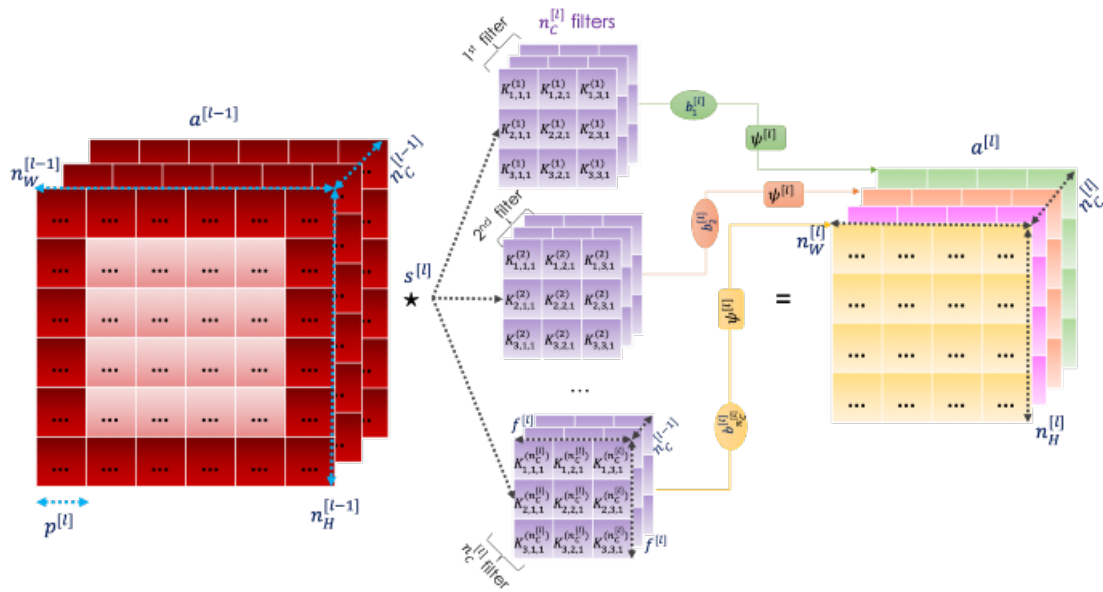 a^{[l-1]}
n_W^{[l-1]}
n_C^{[l-1]}
... ... ... ... ... ...
... ... ... ... ... ...
... ... ... ... ... ...
... ... ... ... ... ...
... ... ... ... ... ...
... ... ... ... ... ...
p^{[l]}
n_H^{[l-1]}
s^{[l]}
★
n_C^{[l]} filters
1st filter
K_{1,1,1}^{(1)} K_{1,2,1}^{(1)} K_{1,3,1}^{(1)}
K_{2,1,1}^{(1)} K_{2,2,1}^{(1)} K_{2,3,1}^{(1)}
K_{3,1,1}^{(1)} K_{3,2,1}^{(1)} K_{3,3,1}^{(1)}
b_1^{[l]}
ψ^{[l]}
2nd filter
K_{1,1,1}^{(2)} K_{1,2,1}^{(2)} K_{1,3,1}^{(2)}
K_{2,1,1}^{(2)} K_{2,2,1}^{(2)} K_{2,3,1}^{(2)}
K_{3,1,1}^{(2)} K_{3,2,1}^{(2)} K_{3,3,1}^{(2)}
b_2^{[l]}
ψ^{[l]}
...
f^{[l]}
n_C^{[l-1]}
K_{1,1,1}^{(n_C^{[l]})} K_{1,2,1}^{(n_C^{[l]})} K_{1,3,1}^{(n_C^{[l]})}
K_{2,1,1}^{(n_C^{[l]})} K_{2,2,1}^{(n_C^{[l]})} K_{2,3,1}^{(n_C^{[l]})}
K_{3,1,1}^{(n_C^{[l]})} K_{3,2,1}^{(n_C^{[l]})} K_{3,3,1}^{(n_C^{[l]})}
f^{[l]}
n_C^{[l]} filter
b_{n_C^{[l]}}^{[l]}
ψ^{[l]}
=
a^{[l]}
n_W^{[l]}
n_C^{[l]}
... ... ... ...
... ... ... ...
... ... ... ...
... ... ... ...
n_H^{[l]}